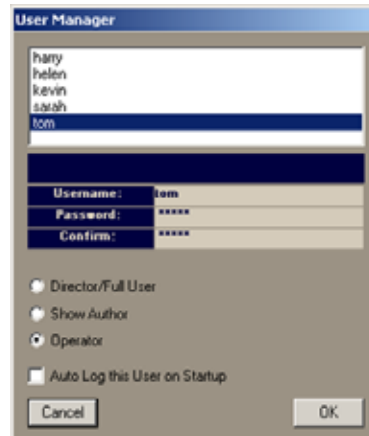 User Manager
harry
helen
kevin
sarah
tom
Username: tom
Password: *****
Confirm: *****
Director/Full User
Show Author
Operator
Auto Log this User on Startup
Cancel OK